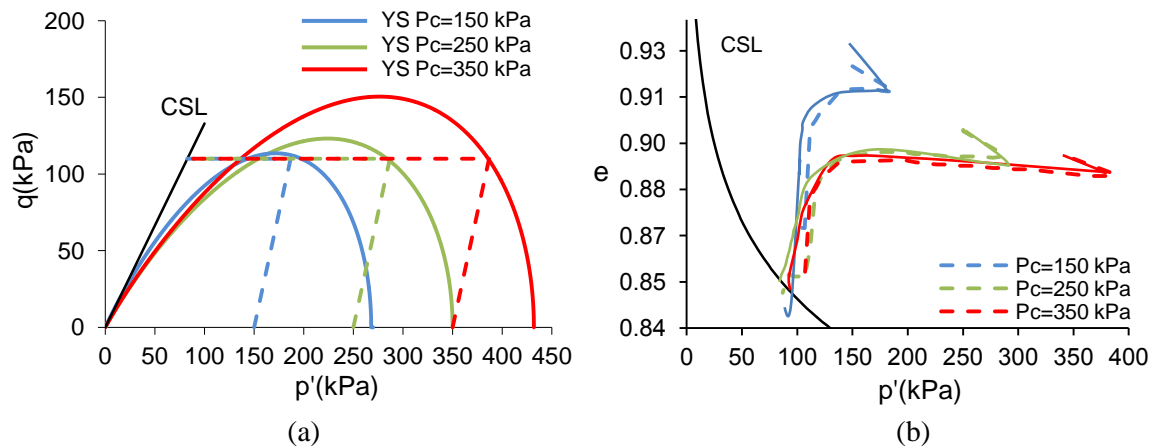 200
150
100
50
0
q(kPa)
YS Pc=150 kPa
YS Pc=250 kPa
YS Pc=350 kPa
CSL
0 50 100 150 200 250 300 350 400 450
p'(kPa)
(a)
0.93
0.91
0.90
0.88
0.87
0.85
0.84
e
CSL
Pc=150 kPa
Pc=250 kPa
Pc=350 kPa
0 50 100 150 200 250 300 350 400
p'(kPa)
(b)